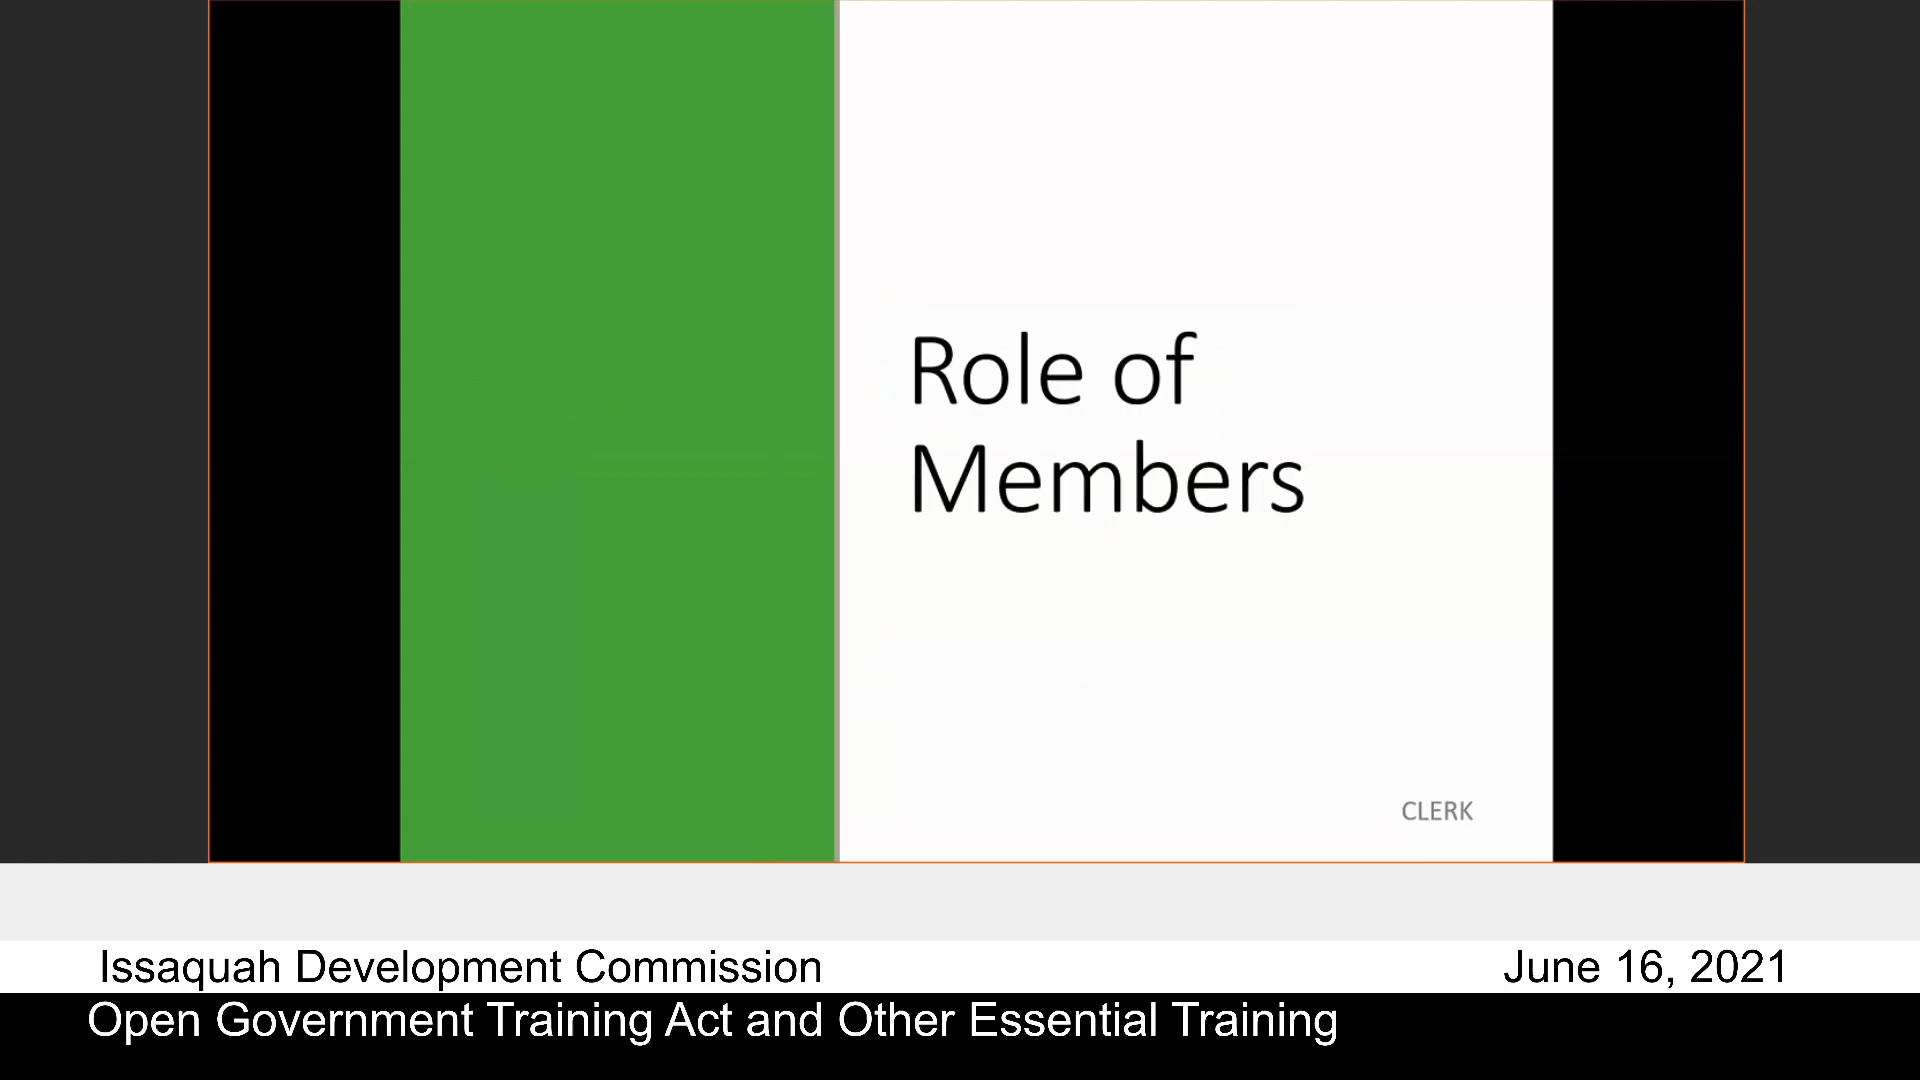 Role of
Members
CLERK
Issaquah Development Commission
June 16, 2021
Open Government Training Act and Other Essential Training